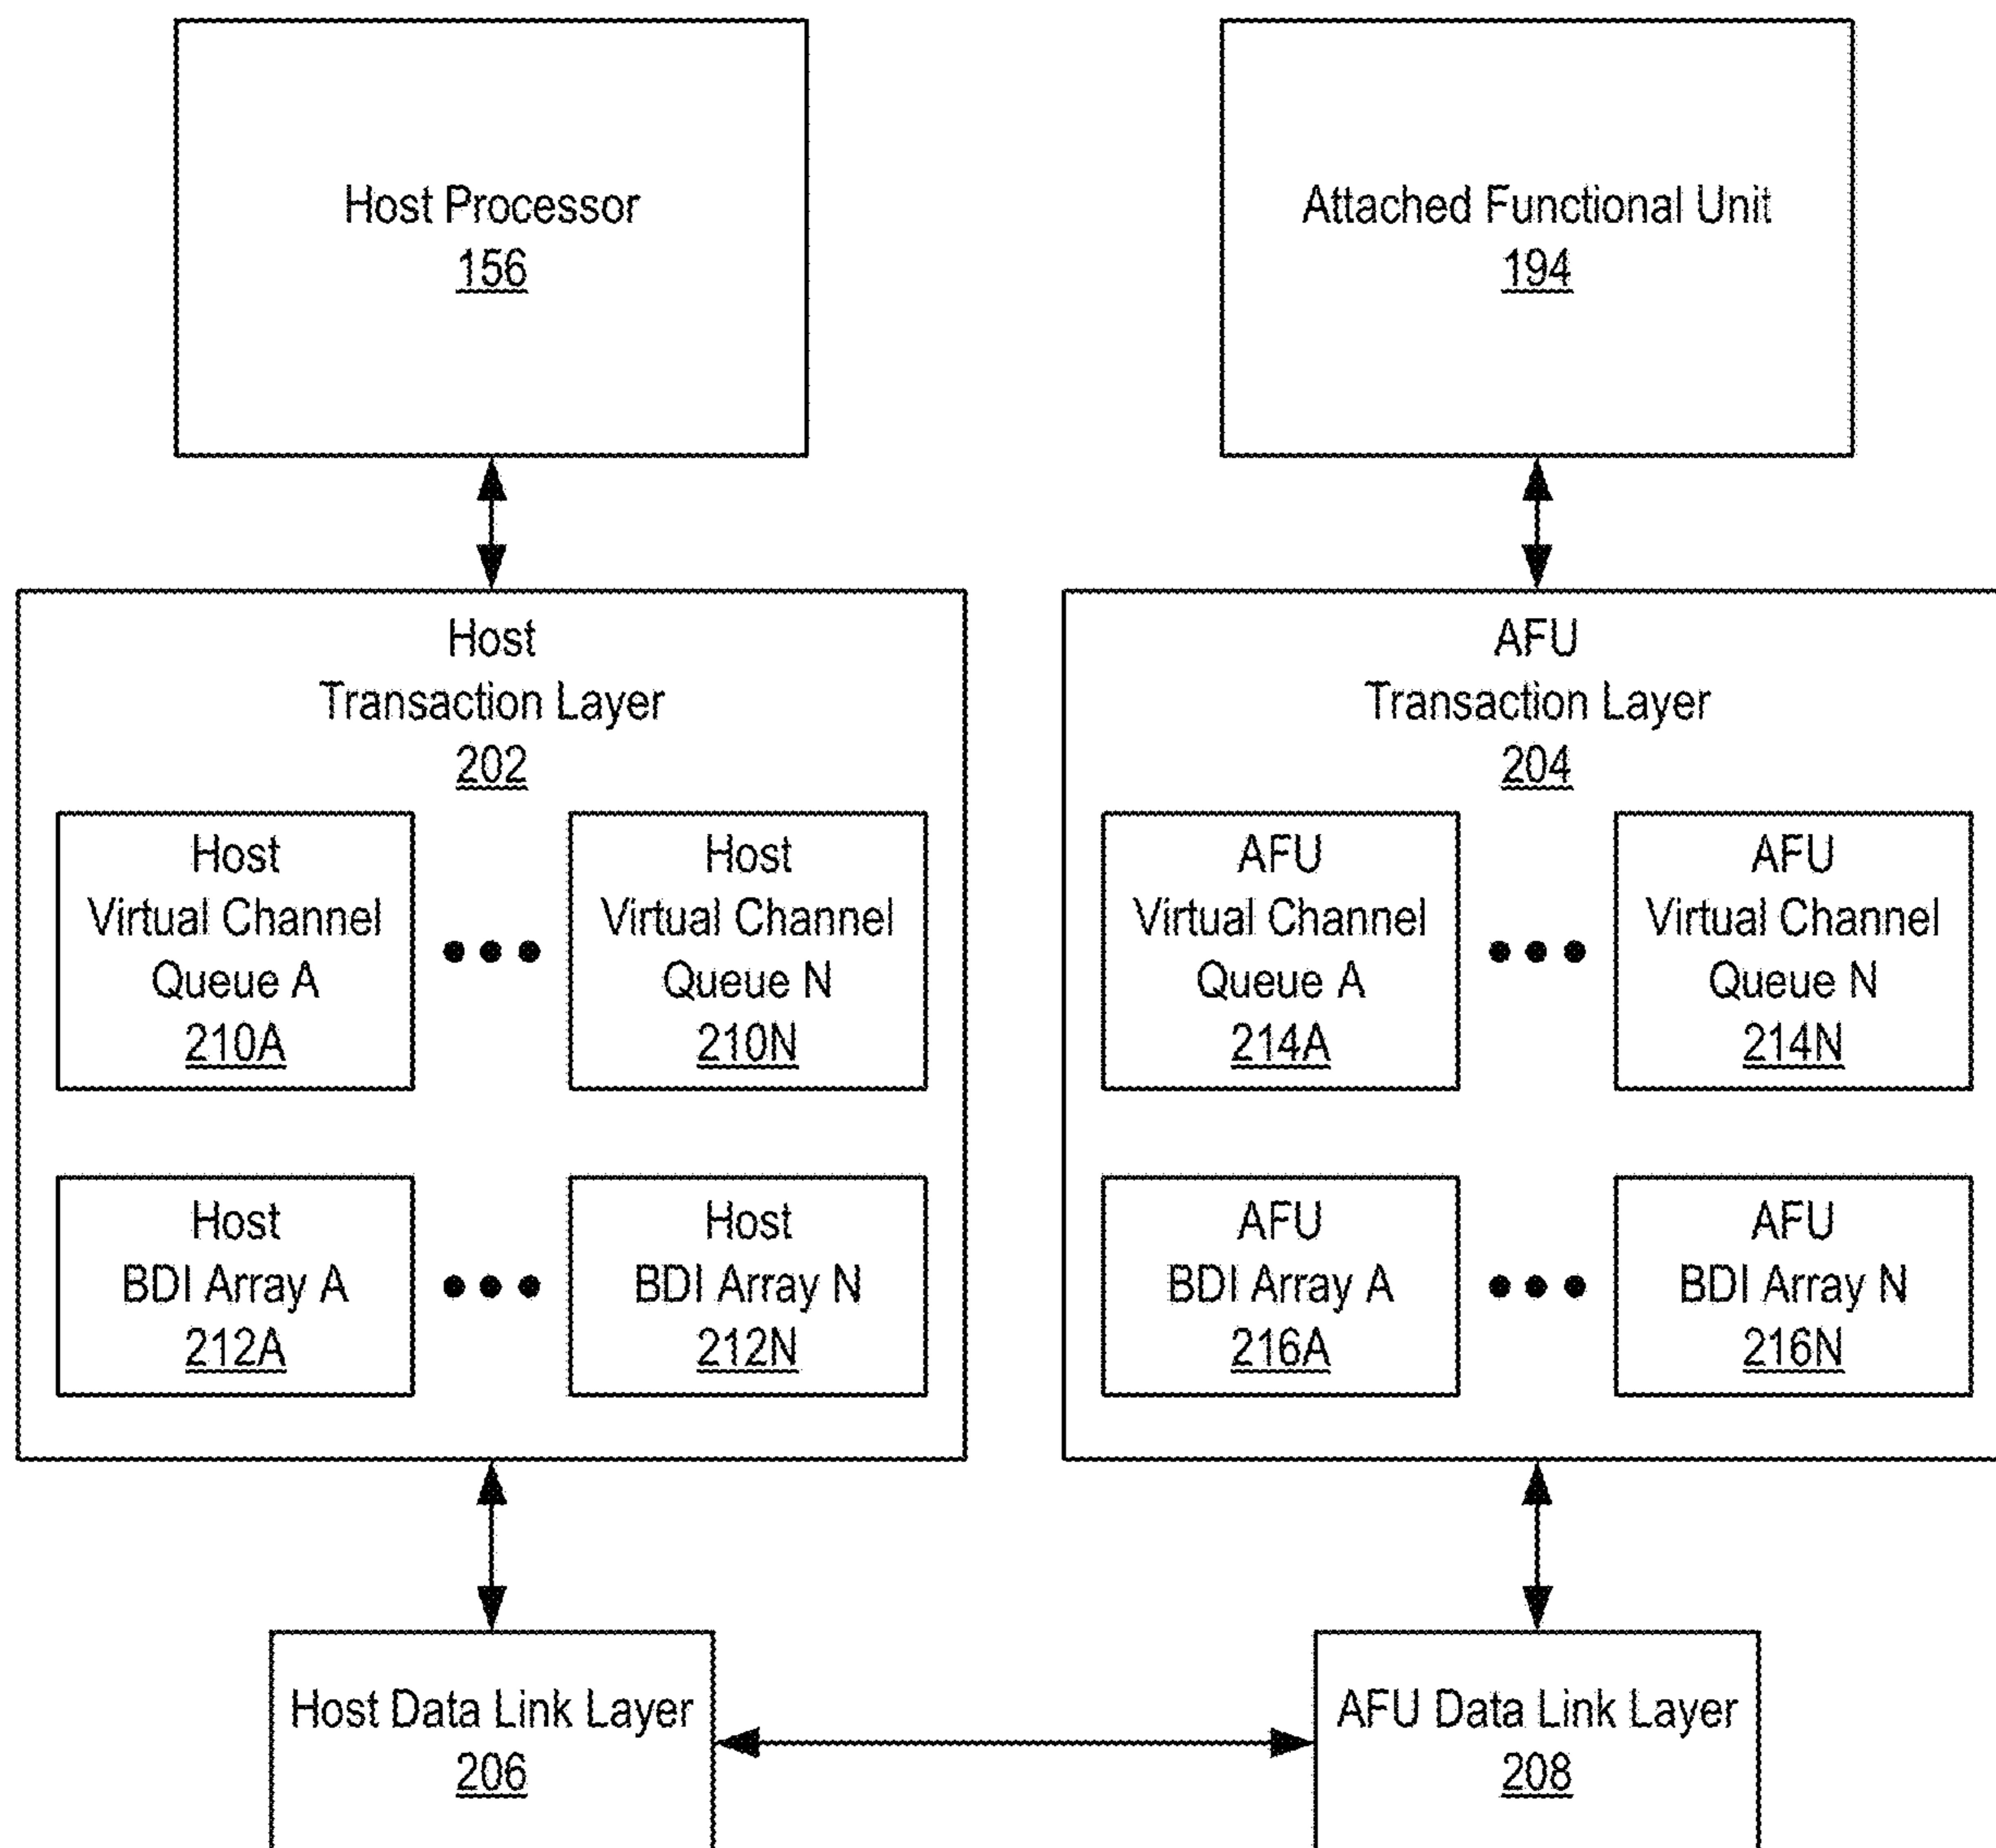 Host Processor
156
Attached Functional Unit
194
Host
Transaction Layer
202
Host
Virtual Channel
Queue A
210A
Host
Virtual Channel
Queue N
210N
Host
BDI Array A
212A
Host
BDI Array N
212N
AFU
Transaction Layer
204
AFU
Virtual Channel
Queue A
214A
AFU
Virtual Channel
Queue N
214N
AFU
BDI Array A
216A
AFU
BDI Array N
216N
Host Data Link Layer
206
AFU Data Link Layer
208